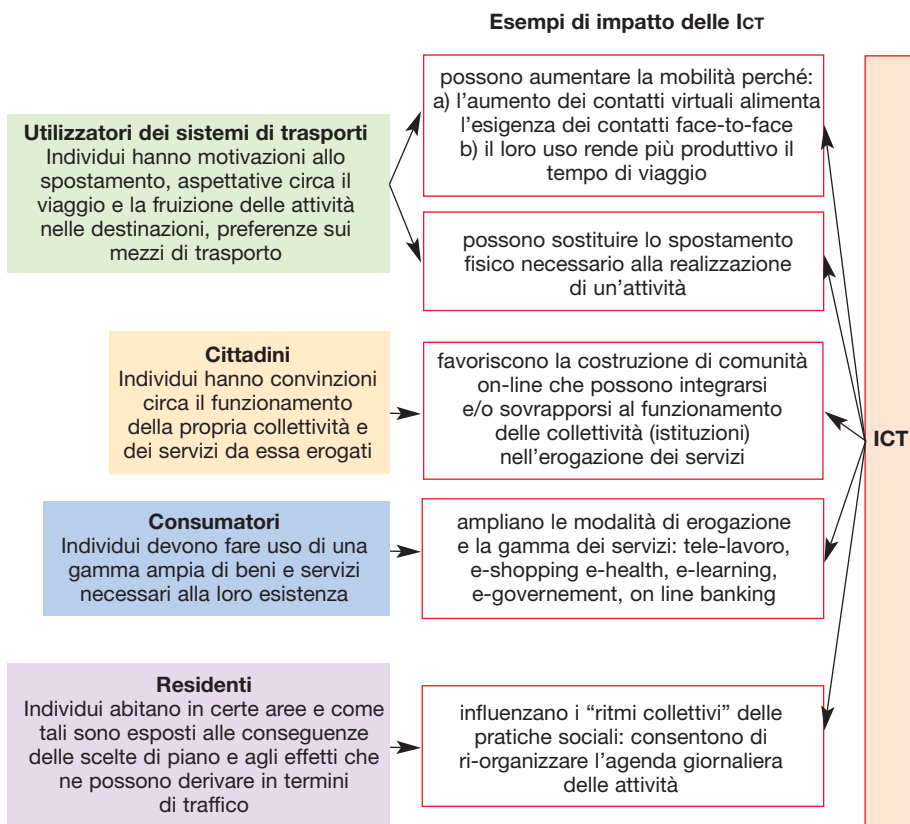 Esempi di impatto delle ICT
Utilizzatori dei sistemi di trasporti
Individui hanno motivazioni allo
spostamento, aspettative circa il
viaggio e la fruizione delle attività
nelle destinazioni, preferenze sui
mezzi di trasporto
possono aumentare la mobilità perché:
a) l'aumento dei contatti virtuali alimenta
l'esigenza dei contatti face-to-face
b) il loro uso rende più produttivo il
tempo di viaggio
possono sostituire lo spostamento
fisico necessario alla realizzazione
di un'attività
Cittadini
Individui hanno convinzioni
circa il funzionamento
della propria collettività e
dei servizi da essa erogati
favoriscono la costruzione di comunità
on-line che possono integrarsi
e/o sovrapporsi al funzionamento
delle collettività (istituzioni)
nell'erogazione dei servizi
Consumatori
Individui devono fare uso di una
gamma ampia di beni e servizi
necessari alla loro esistenza
ampliano le modalità di erogazione
e la gamma dei servizi: tele-lavoro,
e-shopping e-health, e-learning,
e-governement, on line banking
Residenti
Individui abitano in certe aree e come
tali sono esposti alle conseguenze
delle scelte di piano e agli effetti che
ne possono derivare in termini
di traffico
influenzano i “ritmi collettivi” delle
pratiche sociali: consentono di
ri-organizzare l'agenda giornaliera
delle attività
ICT